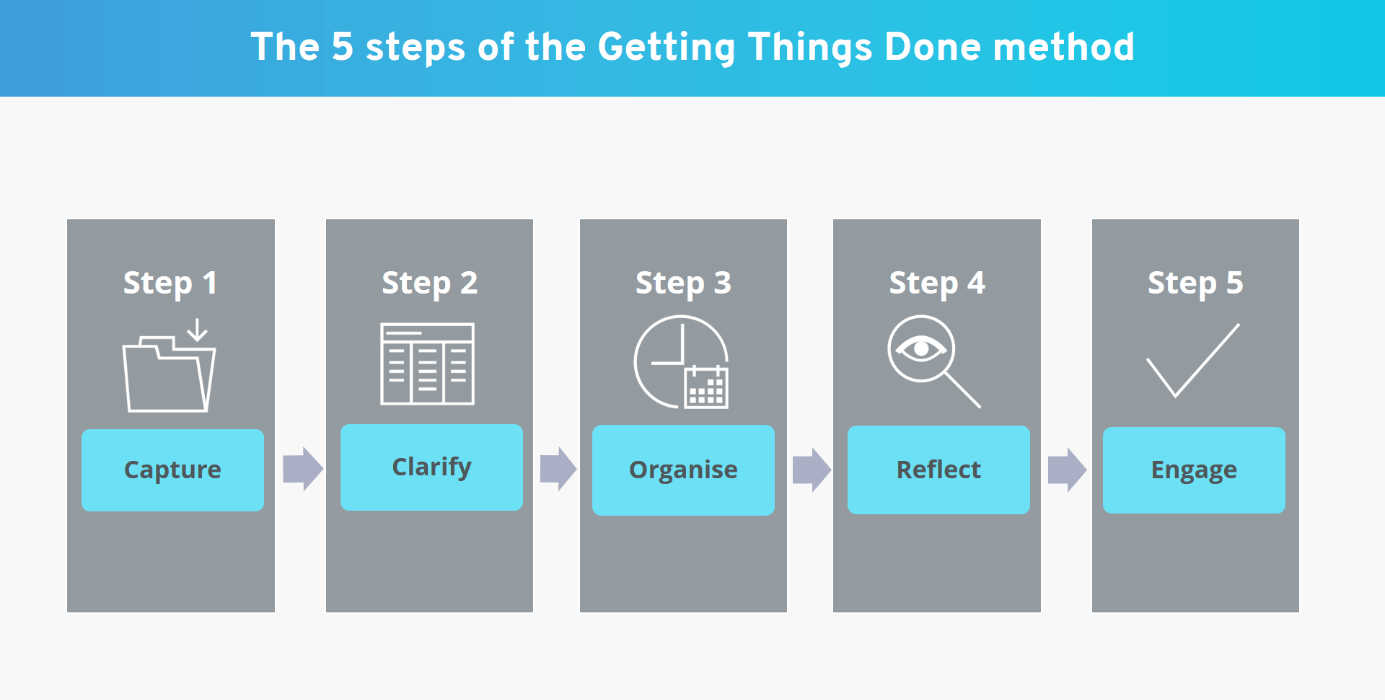 The 5 steps of the Getting Things Done method
Step 1
Capture
Step 2
Clarify
Step 3
Organise
Step 4
Reflect
Step 5
Engage